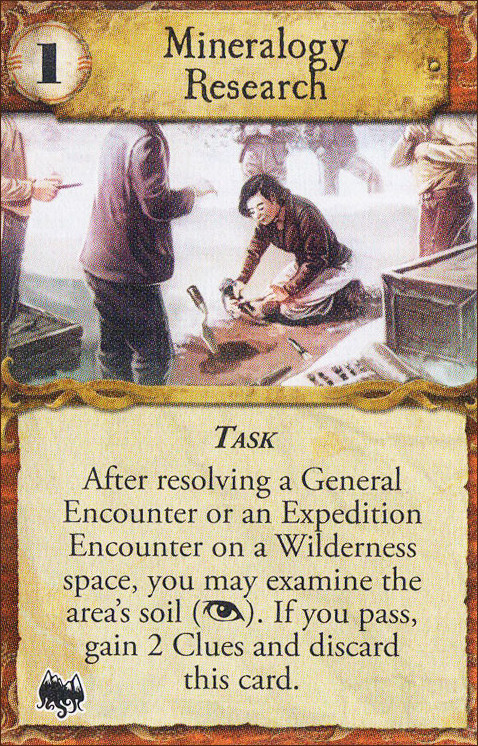 1
Mineralogy
Research
TASK
After resolving a General
Encounter or an Expedition
Encounter on a Wilderness
space, you may examine the
area's soil (). If you pass,
gain 2 Clues and discard
this card.